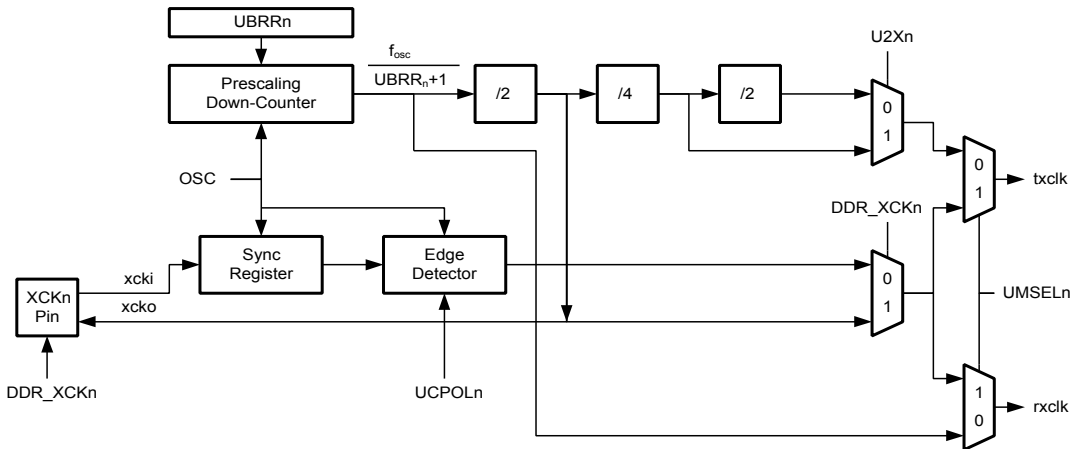 UBRRn
Prescaling
Down-Counter
fosc
UBRRn+1
/2
/4
/2
U2Xn
0
1
OSC
DDR_XCKn
0
1
txclk
Sync
Register
Edge
Detector
xcki
xcko
XCKn
Pin
0
1
UMSELn
DDR_XCKn
UCPOLn
1
0
rxclk